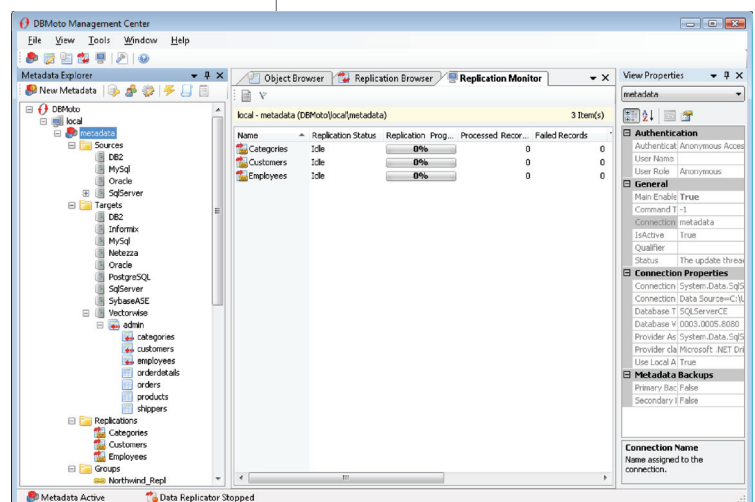 DBMoto Management Center
File View Tools Window Help
Metadata Explorer
New Metadata
DBMoto
local
metadata
Sources
DB2
MySql
Oracle
SqlServer
Targets
DB2
Informix
MySql
Netezza
Oracle
PostgreSQL
SqlServer
SybaseASE
Vectorwise
admin
categories
customers
employees
orderdetails
orders
products
shippers
Replications
Categories
Customers
Employees
Groups
Northwind_Repl
Object Browser Replication Browser Replication Monitor
local - metadata (DBMoto\local\metadata) 3 Item(s)
Name Replication Status Replication Prog... Processed Recor... Failed Records
Categories Idle 0% 0 0
Customers Idle 0% 0 0
Employees Idle 0% 0 0
View Properties
metadata
Authentication
Authenticat Anonymous Acces
User Name
User Role Anonymous
General
Main Enable True
Command T -1
Connection metadata
IsActive True
Qualifier
Status The update threa
Connection Properties
Connection System.Data.SqlS
Connection Data Source=C:\U
Database T SQLServerCE
Database V 0003.0005.8080
Provider As System.Data.SqlS
Provider cla Microsoft .NET Dri
Use Local A True
Metadata Backups
Primary Bac False
Secondary I False
Connection Name
Name assigned to the
connection.
Metadata Active Data Replicator Stopped